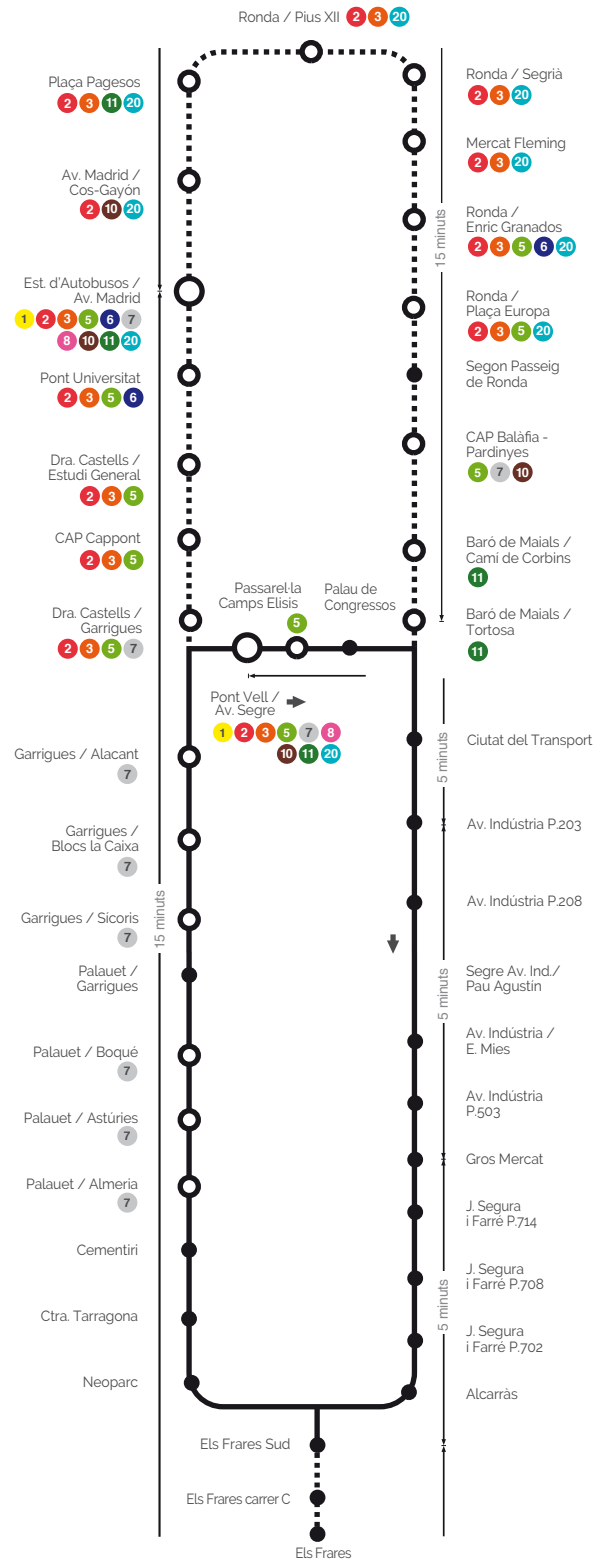 Ronda / Pius XII 2 3 20
Plaça Pagesos
2 3 11 20
Av. Madrid /
Cos-Gayón
2 10 20
Est. d'Autobusos /
Av. Madrid
1 2 3 5 6 7
8 10 11 20
Pont Universitat
2 3 5 6
Dra. Castells /
Estudi General
2 3 5
CAP Cappont
2 3 5
Dra. Castells /
Garrigues
2 3 5 7
Garrigues / Alacant
7
Garrigues /
Blocs la Caixa
7
Garrigues / Sicoris
7
Palauet /
Garrigues
Palauet / Boqué
7
Palauet / Astúries
7
Palauet / Almeria
7
Cementiri
Ctra. Tarragona
Neoparc
15 minuts
Passarel·la
Camps Elisis
5
Palau de
Congressos
Pont Vell /
Av. Segre
1 2 3 5 7 8
10 11 20
Els Frares Sud
Els Frares carrer C
Els Frares
15 minuts
5 minuts
5 minuts
5 minuts
Ronda / Segrià
2 3 20
Mercat Fleming
2 3 20
Ronda /
Enric Granados
2 3 5 6 20
Ronda /
Plaça Europa
2 3 5 20
Segon Passeig
de Ronda
CAP Balàfia -
Pardinyes
5 7 10
Baró de Maials /
Camí de Corbins
11
Baró de Maials /
Tortosa
11
Ciutat del Transport
Av. Indústria P.203
Av. Indústria P.208
Segre Av. Ind./
Pau Agustín
Av. Indústria /
E. Mies
Av. Indústria
P.503
Gros Mercat
J. Segura
i Farré P.714
J. Segura
i Farré P.708
J. Segura
i Farré P.702
Alcarràs